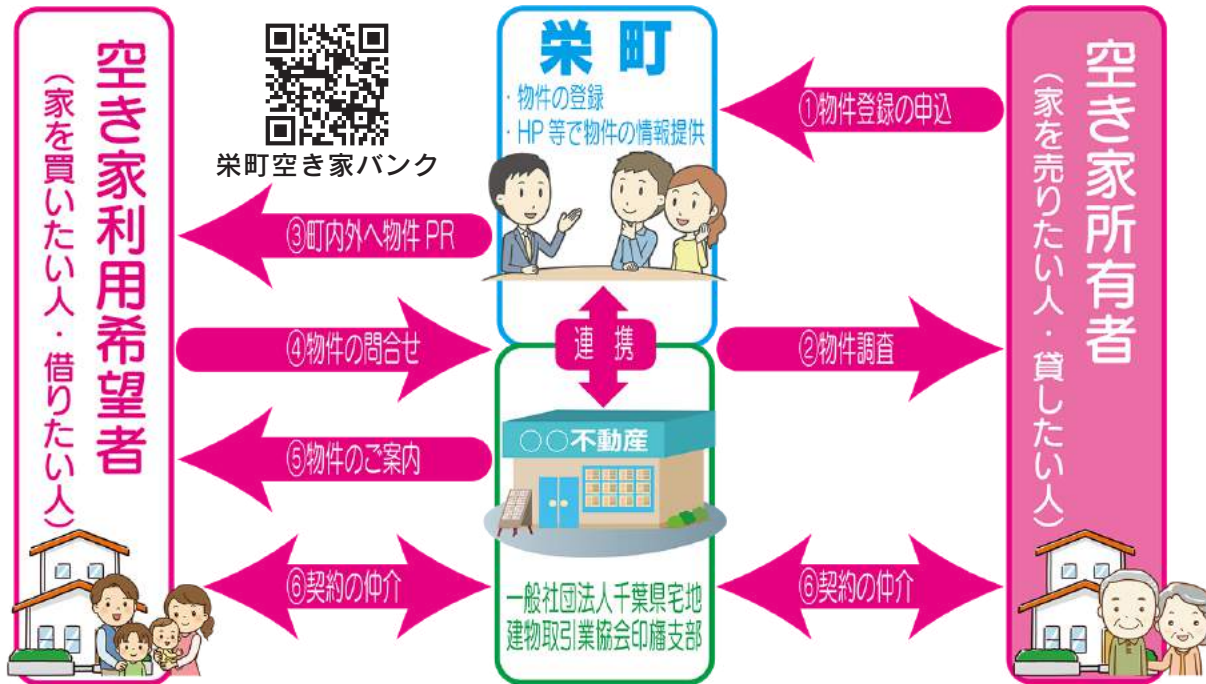 空き家利用希望者
（家を買いたい人・借りたい人）
栄町空き家バンク
栄町
・物件の登録
・HP等で物件の情報提供
①物件登録の申込
③町内外へ物件PR
④物件の問合せ
連携
②物件調査
⑤物件のご案内
○○不動産
⑥契約の仲介
一般社団法人千葉県宅地
建物取引業協会印旛支部
⑥契約の仲介
空き家所有者
（家を売りたい人・貸したい人）